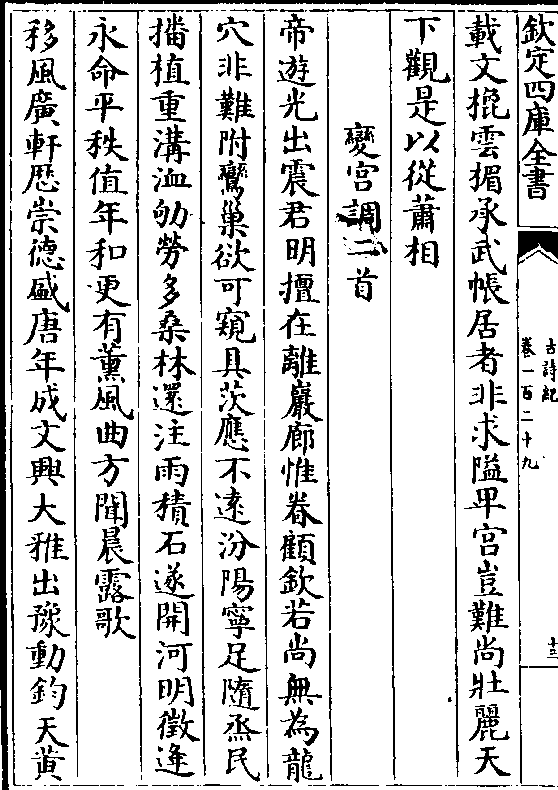 欽定四庫全書
古詩紀
卷一百二十九
十三
載文㨫雲楣承武帳居者非求隘卑宮豈難尚壯麗天
下觀是以從蕭相
變宮調二首
帝遊光出震君明擅在離巖廊惟眷顧欽若尚無為龍
穴非難附鸞巢欲可窺具茨應不逺汾陽寧足隨烝民
播植重溝洫劬勞多桑林還注雨積石遂開河明徴逢
永命平秩值年和更有薰風曲方聞晨露歌
移風廣軒厯崇德盛唐年成文興大雅出豫動鈞天黄